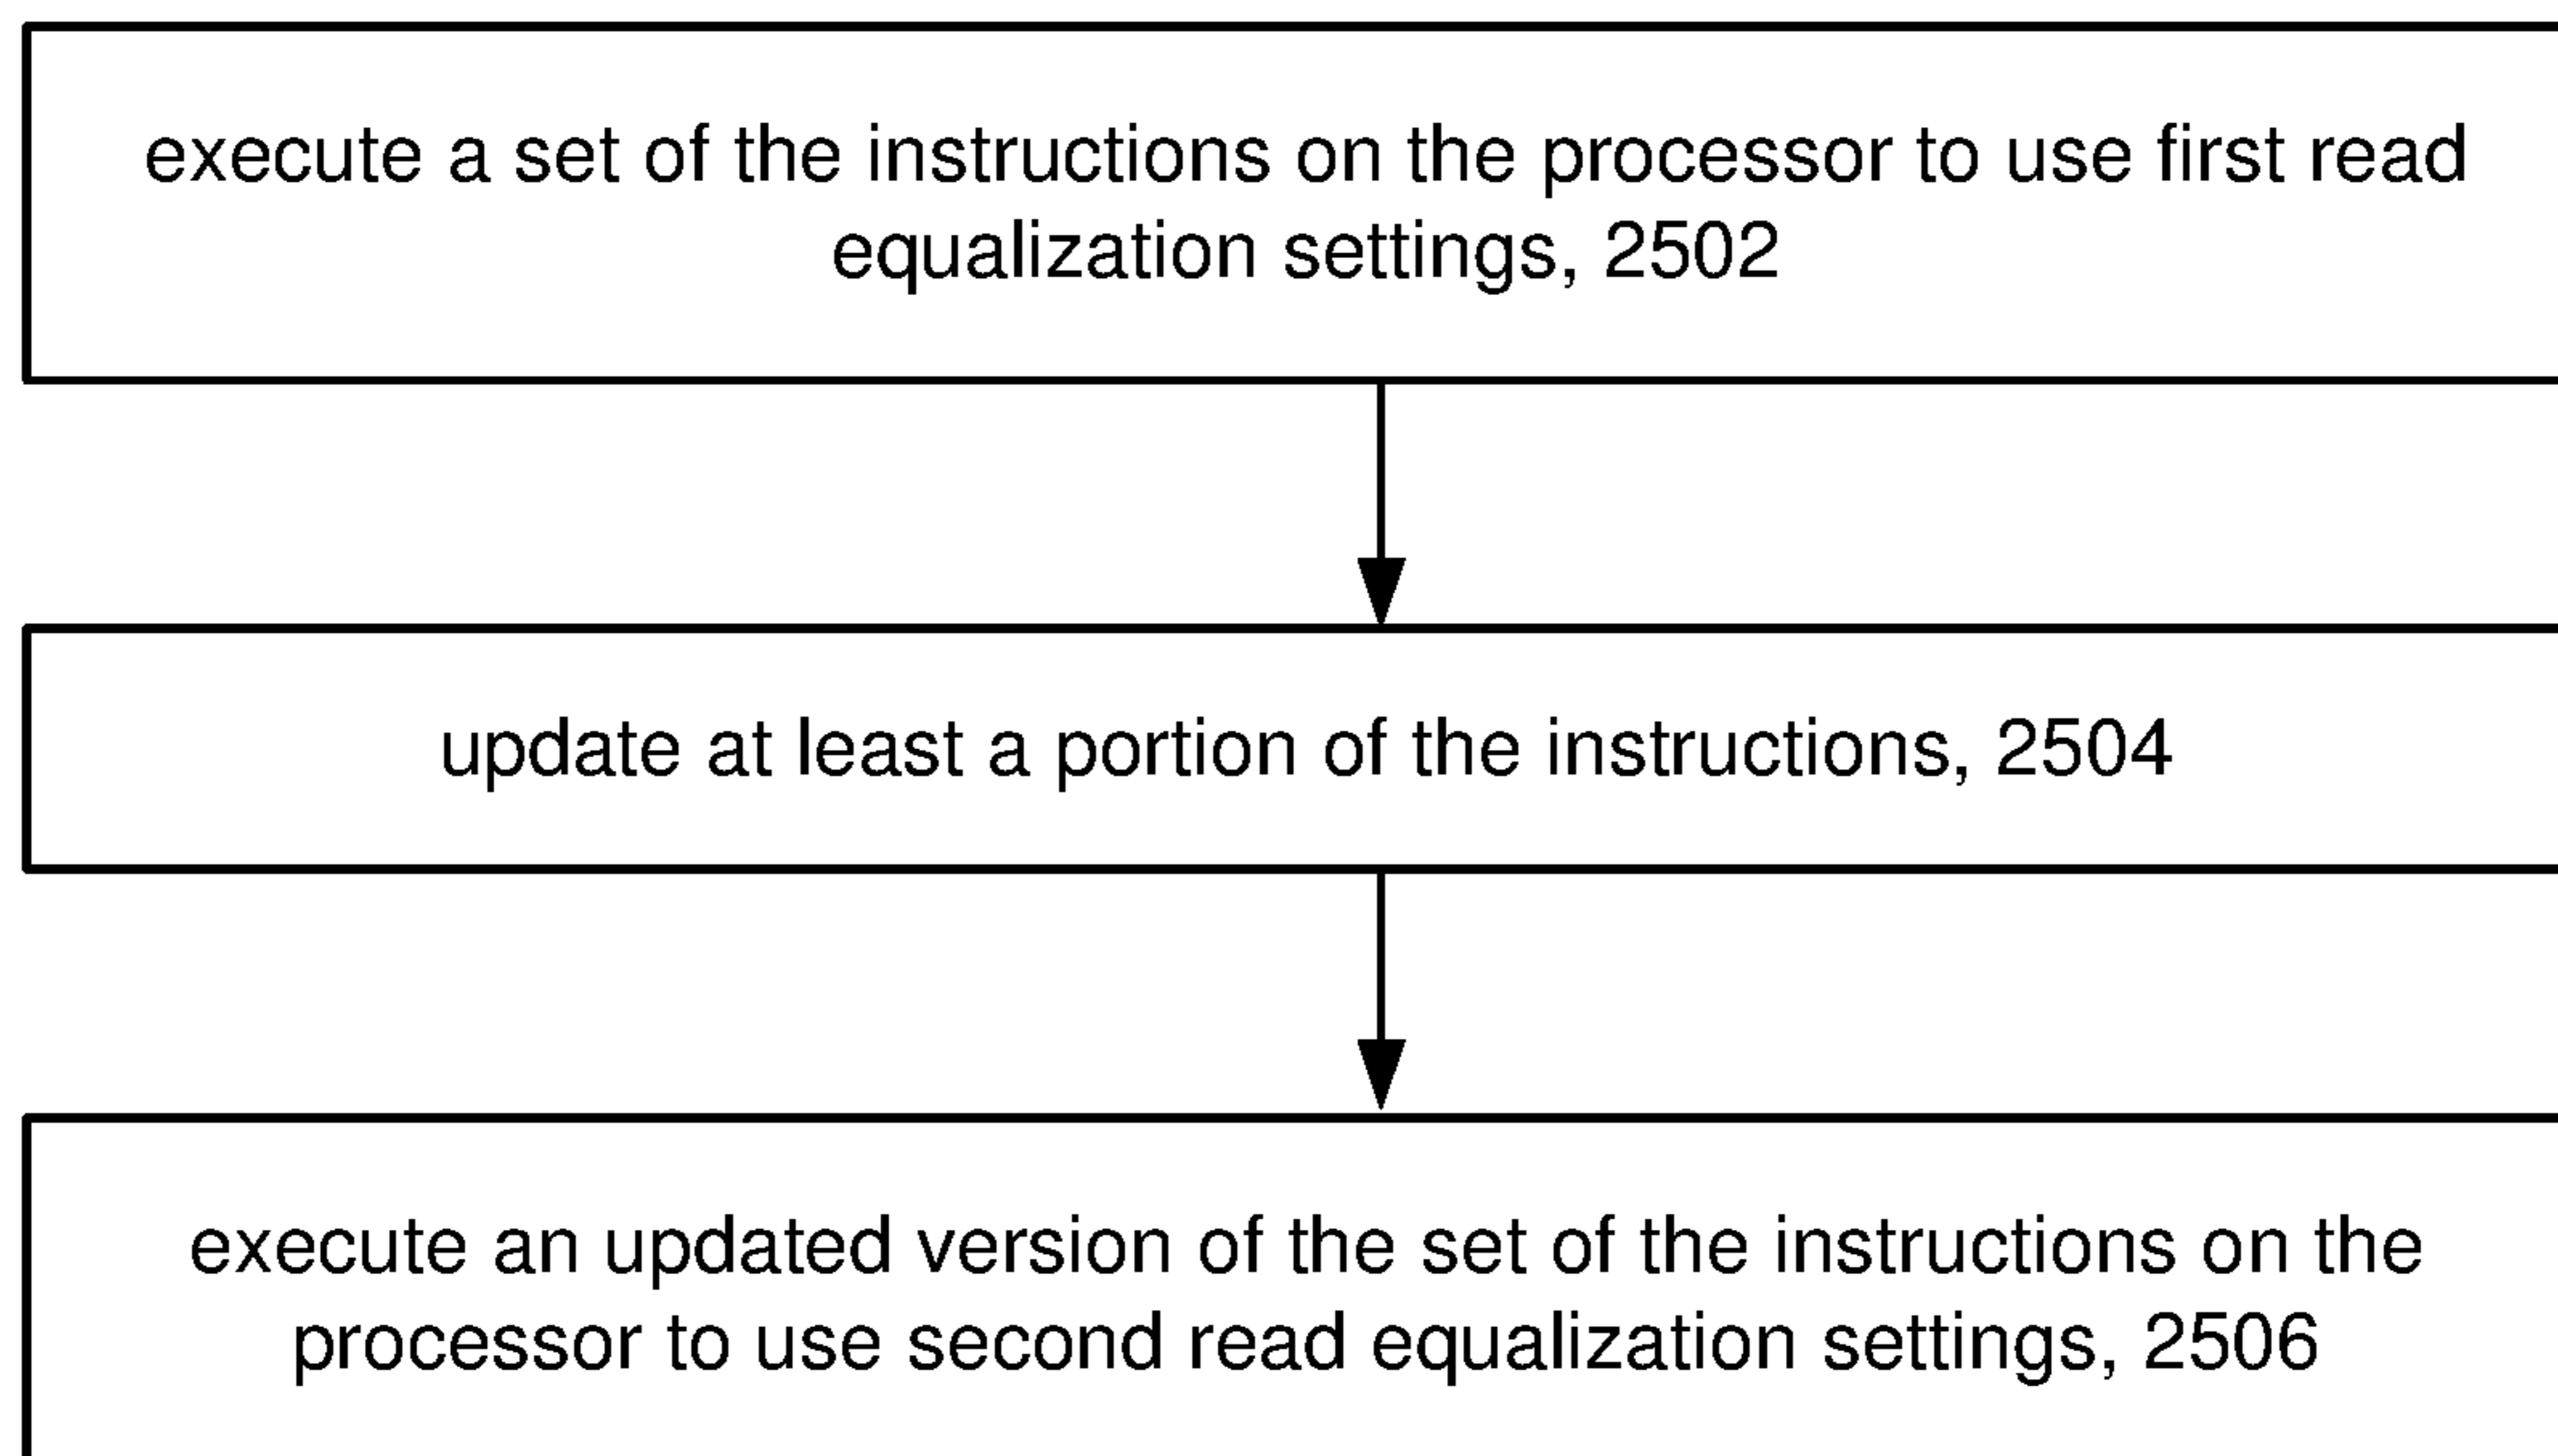 execute a set of the instructions on the processor to use first read
equalization settings, 2502
update at least a portion of the instructions, 2504
execute an updated version of the set of the instructions on the
processor to use second read equalization settings, 2506